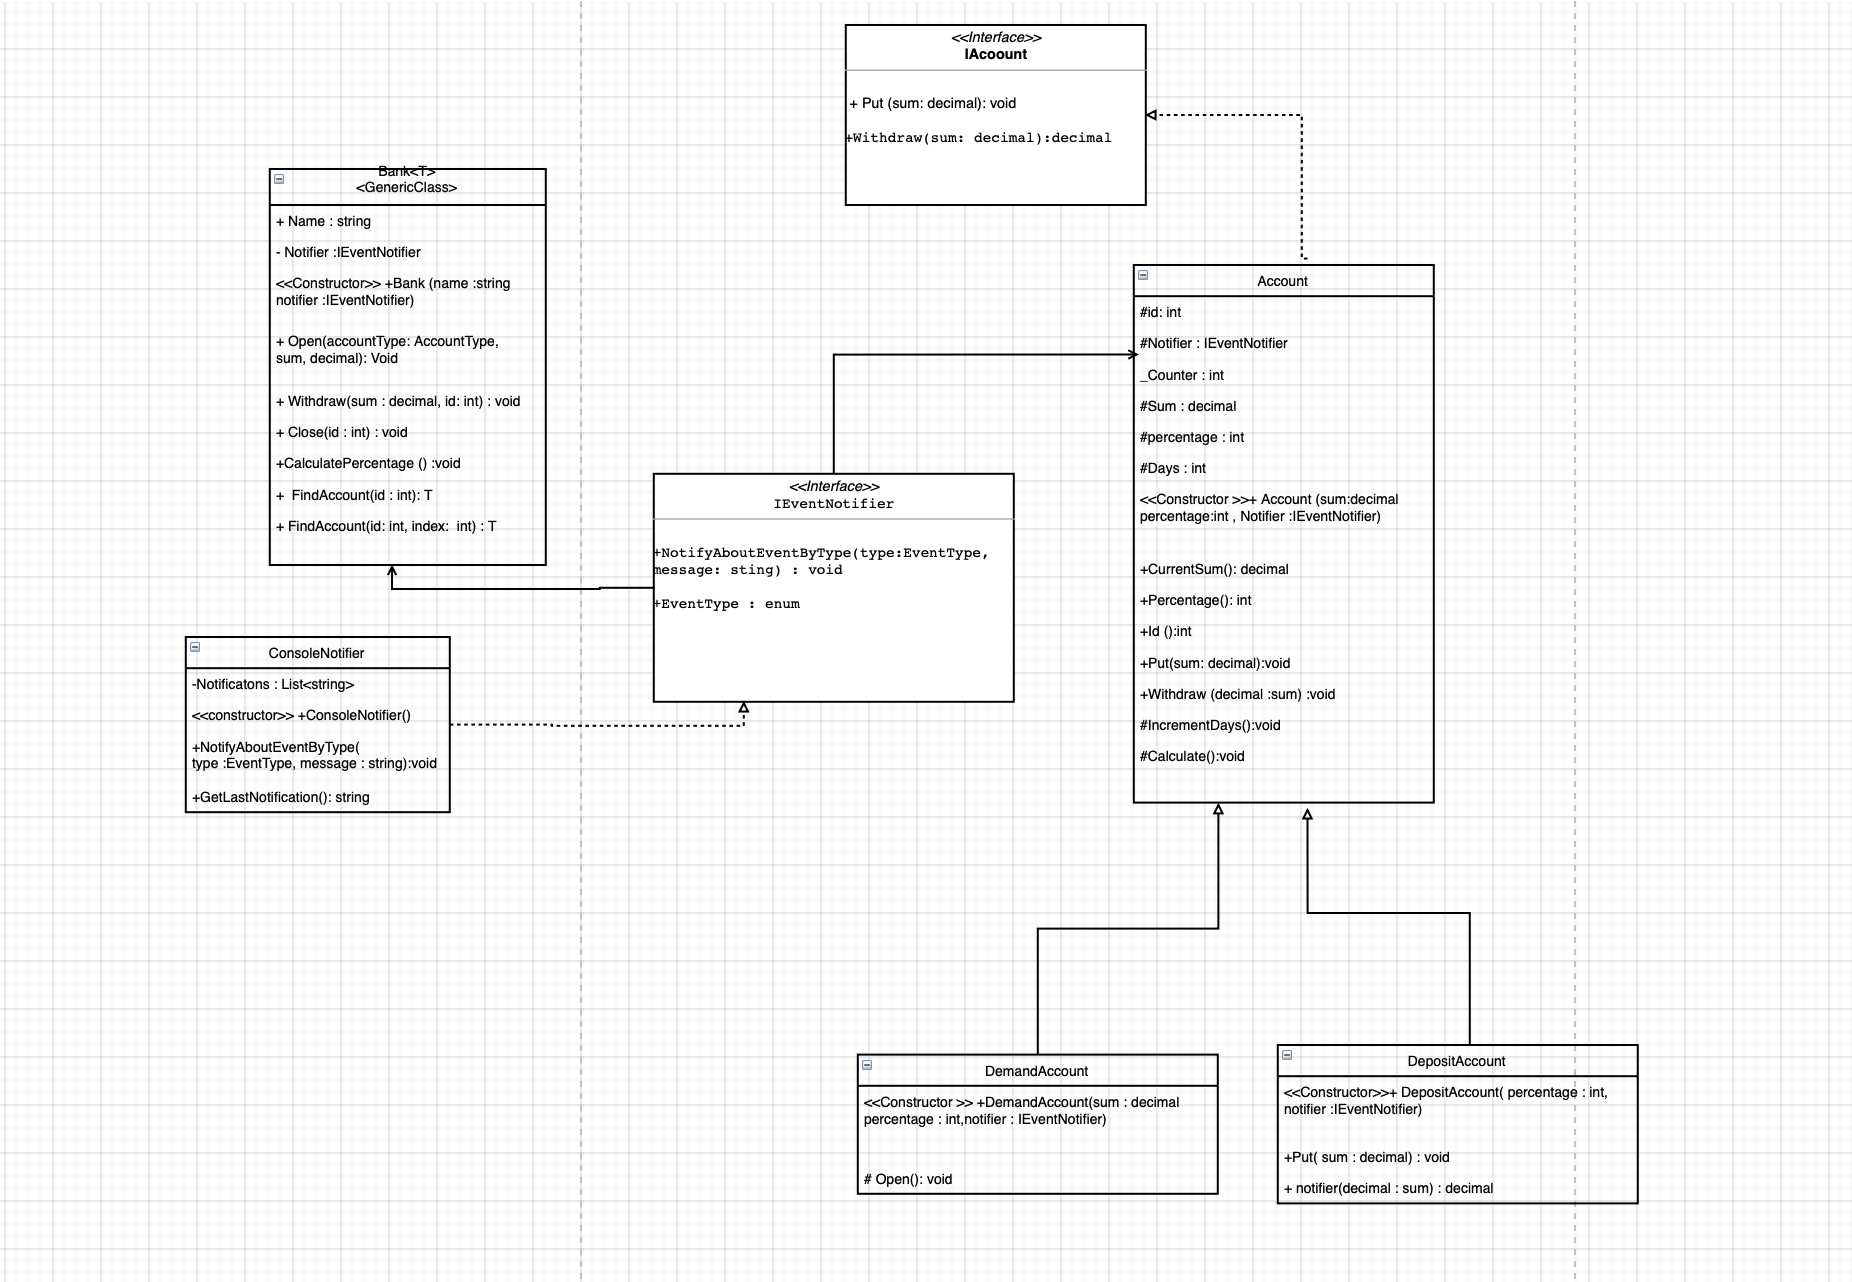 <<Interface>>
IAcoount
+ Put (sum: decimal): void
+Withdraw(sum: decimal):decimal
Bank<T>
<GenericClass>
+ Name : string
- Notifier :IEventNotifier
<<Constructor>> +Bank (name :string
notifier :IEventNotifier)
+ Open(accountType: AccountType,
sum, decimal): Void
+ Withdraw(sum : decimal, id: int) : void
+ Close(id : int) : void
+CalculatePercentage () :void
+ FindAccount(id : int): T
+ FindAccount(id: int, index: int) : T
Account
#id: int
#Notifier : IEventNotifier
_Counter : int
#Sum : decimal
#percentage : int
#Days : int
<<Constructor >>+ Account (sum:decimal
percentage:int , Notifier :IEventNotifier)
+CurrentSum(): decimal
+Percentage(): int
+Id ():int
+Put(sum: decimal):void
+Withdraw (decimal :sum) :void
#IncrementDays():void
#Calculate():void
<<Interface>>
IEventNotifier
+NotifyAboutEventByType(type:EventType,
message: sting) : void
+EventType : enum
ConsoleNotifier
-Notificatons : List<string>
<<constructor>> +ConsoleNotifier()
+NotifyAboutEventByType(
type :EventType, message : string):void
+GetLastNotification(): string
DemandAccount
<<Constructor >> +DemandAccount(sum : decimal
percentage : int,notifier : IEventNotifier)
# Open(): void
DepositAccount
<<Constructor>>+ DepositAccount( percentage : int,
notifier :IEventNotifier)
+Put( sum : decimal) : void
+ notifier(decimal : sum) : decimal